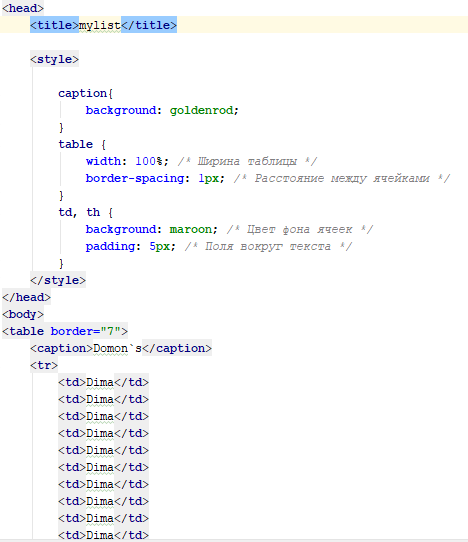 <head>
<title>mylist</title>
<style>
caption{
background: goldenrod;
}
table {
width: 100%; /* Ширина таблицы */
border-spacing: 1px; /* Расстояние между ячейками */
}
td, th {
background: maroon; /* Цвет фона ячеек */
padding: 5px; /* Поля вокруг текста */
}
</style>
</head>
<body>
<table border="7">
<caption>Domon`s</caption>
<tr>
<td>Dima</td>
<td>Dima</td>
<td>Dima</td>
<td>Dima</td>
<td>Dima</td>
<td>Dima</td>
<td>Dima</td>
<td>Dima</td>
<td>Dima</td>
<td>Dima</td>